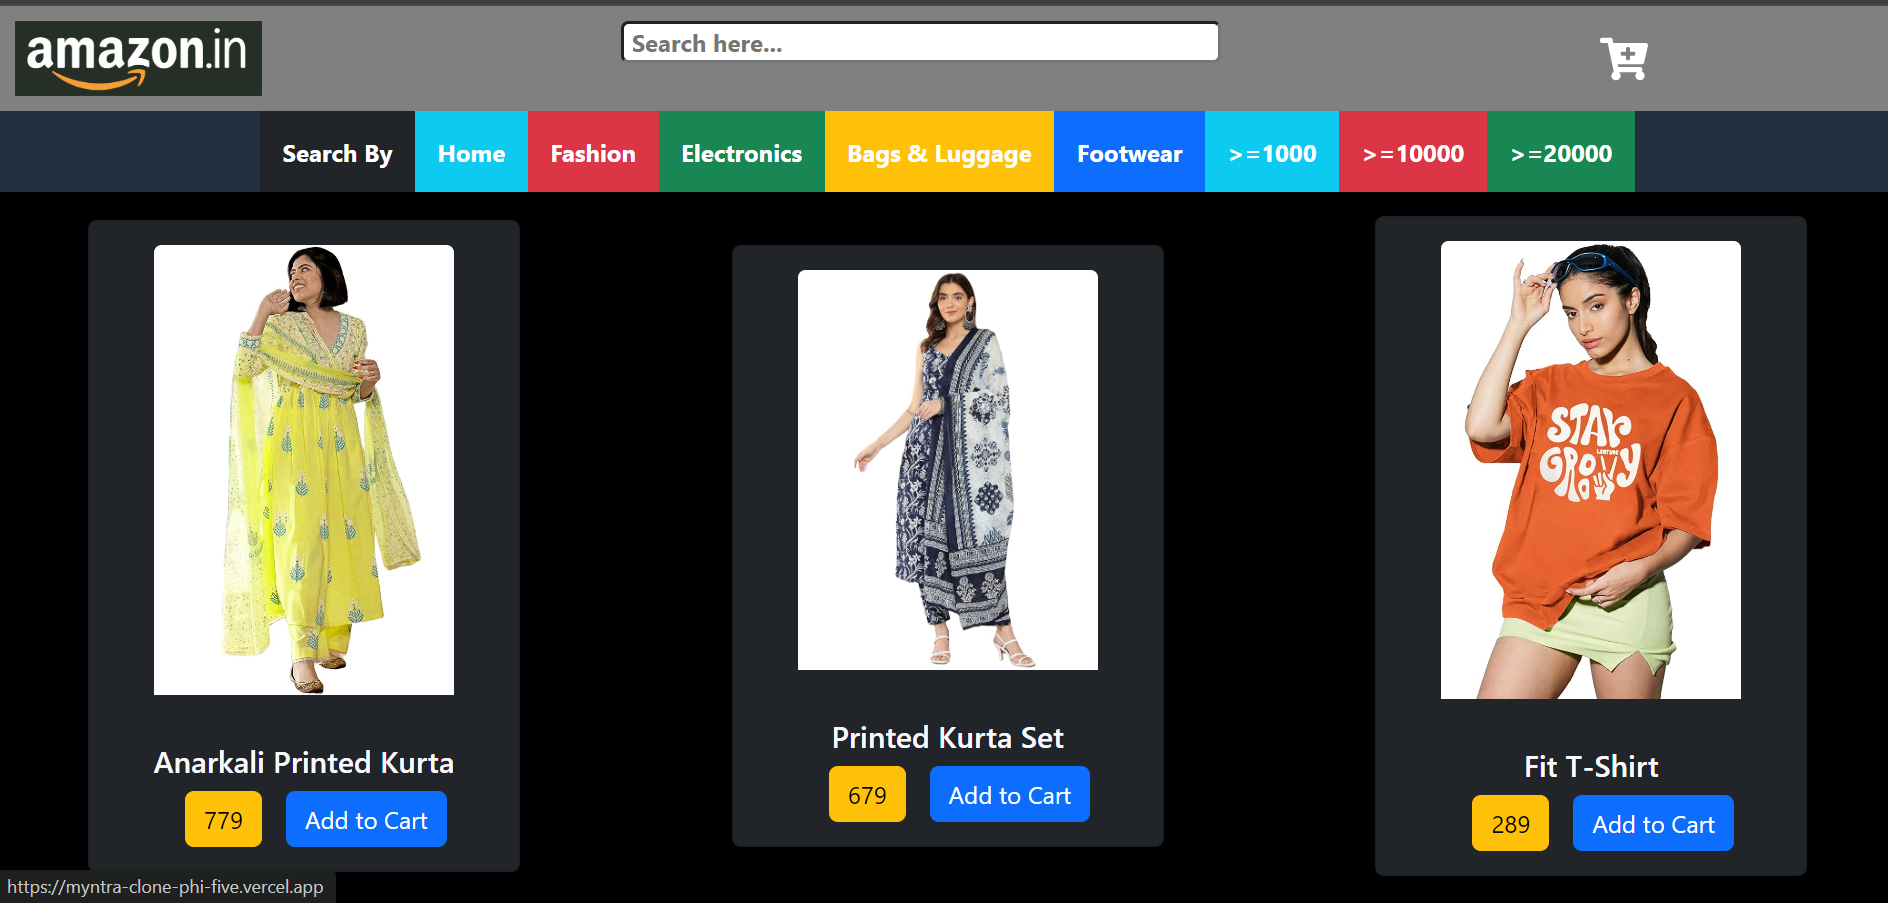 amazon.in
Search here...
Search By
Home
Fashion
Electronics
Bags & Luggage
Footwear
>=1000
>=10000
>=20000
STAY
LEOTUDE
GROOVY
Anarkali Printed Kurta
779
Add to Cart
Printed Kurta Set
679
Add to Cart
Fit T-Shirt
289
Add to Cart
https://myntra-clone-phi-five.vercel.app